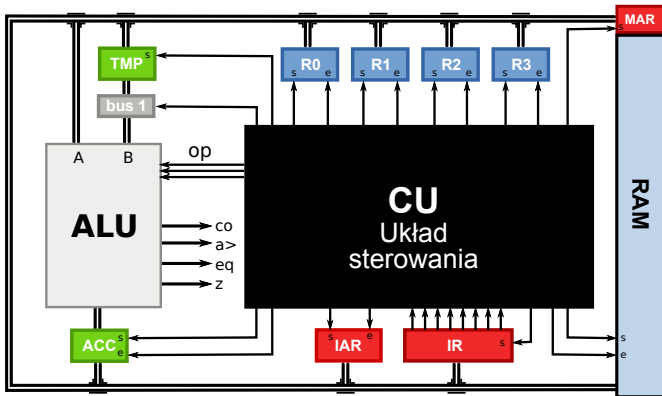 MAR
s
TMP s
R0
s e
R1
s e
R2
s e
R3
s e
bus 1
A B
op
ALU
CU
Układ
sterowania
RAM
co
a>
eq
z
ACC s
e
IAR
s e
IR
s
s
e